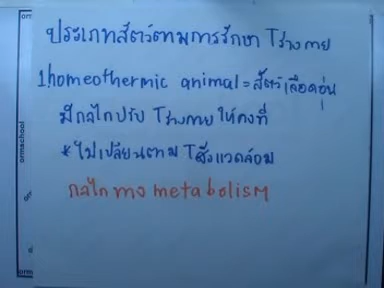 ประเภทสัตว์ตามการรักษา Tร่างกาย
1homeothermic animal = สัตว์เลือดอุ่น
มีกลไกปรับ Tร่างกายให้คงที่
*ไม่เปลี่ยนตาม Tสิ่งแวดล้อม
กลไกทาง metabolism
ormschool